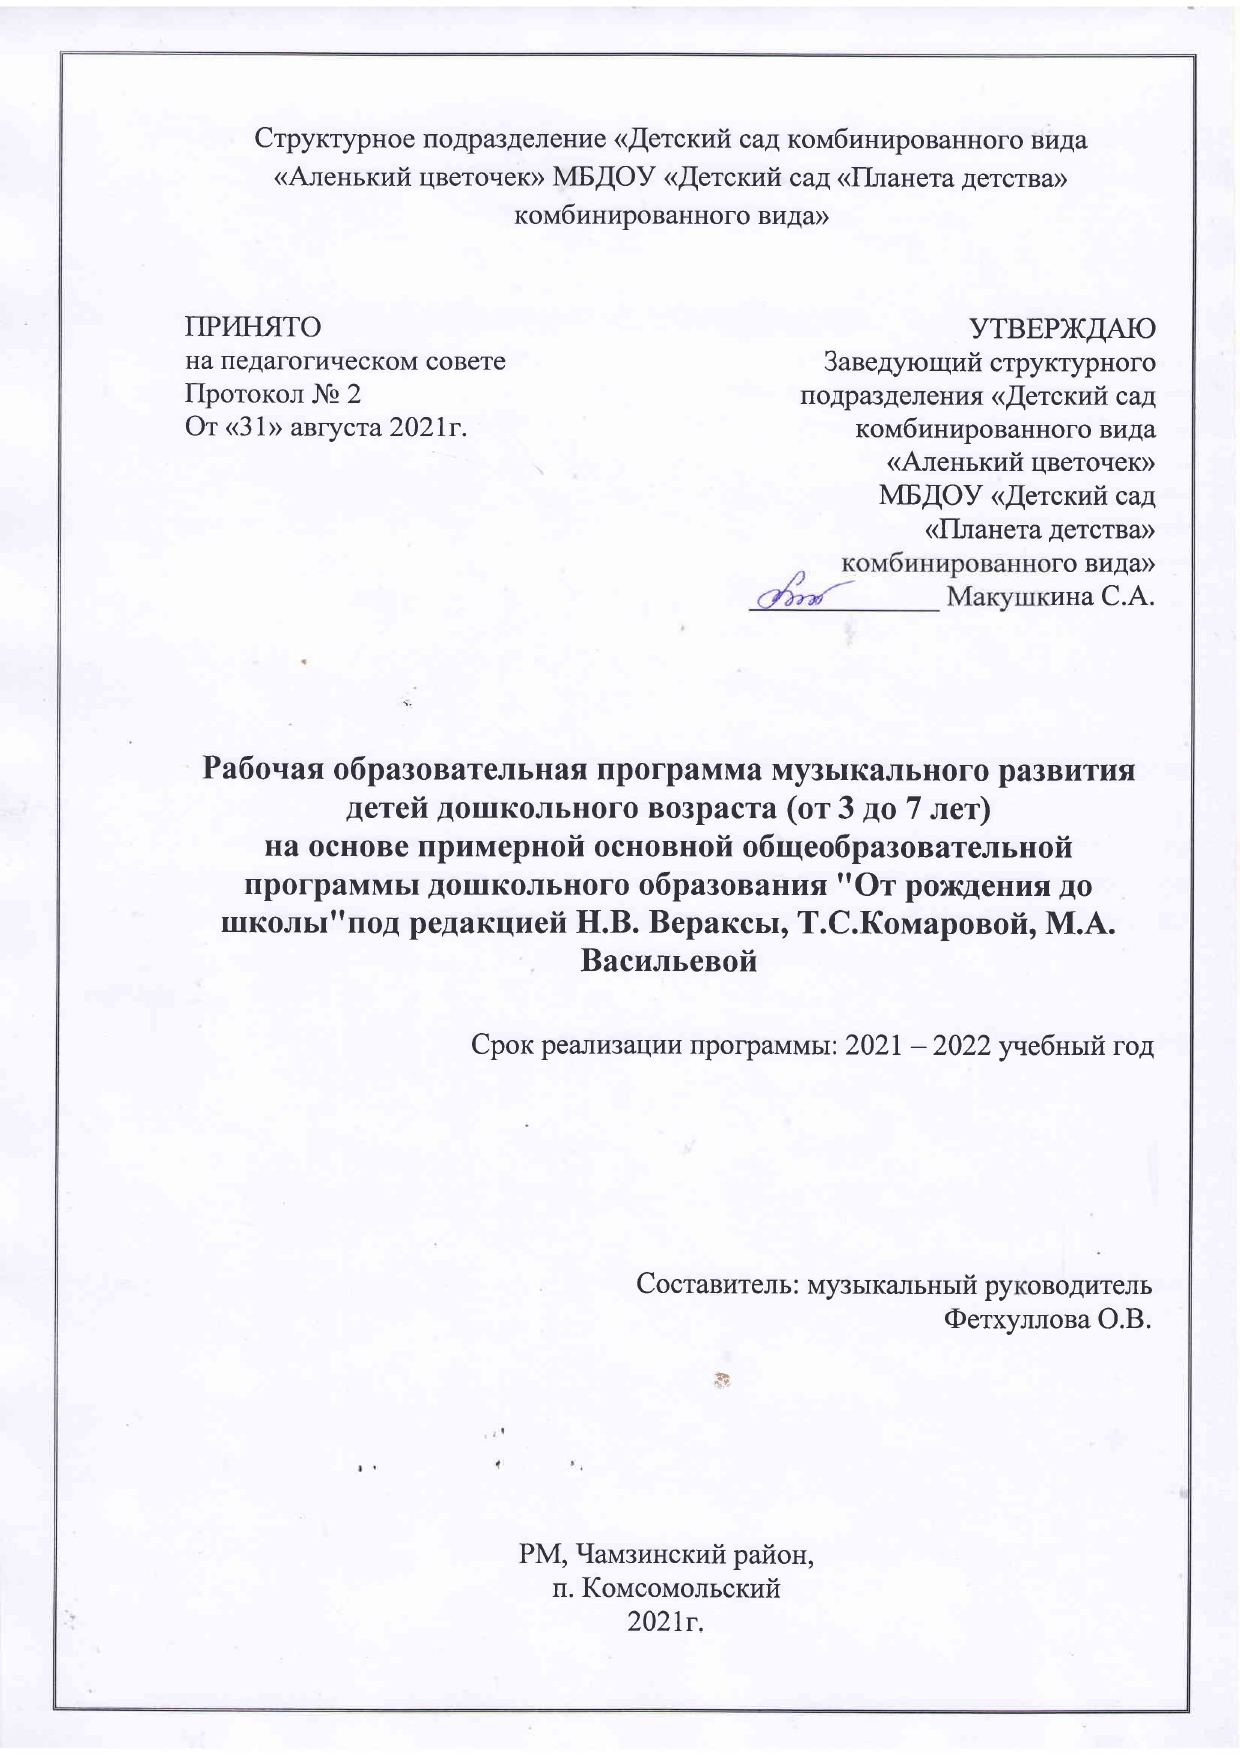 Структурное подразделение «Детский сад комбинированного вида
«Аленький цветочек» МБДОУ «Детский сад «Планета детства»
комбинированного вида»
ПРИНЯТО
на педагогическом совете
Протокол № 2
От «31» августа 2021г.
УТВЕРЖДАЮ
Заведующий структурного
подразделения «Детский сад
комбинированного вида
«Аленький цветочек»
МБДОУ «Детский сад
«Планета детства»
комбинированного вида»
Макушкина С.А.
Рабочая образовательная программа музыкального развития
детей дошкольного возраста (от 3 до 7 лет)
на основе примерной основной общеобразовательной
программы дошкольного образования "От рождения до
школы"под редакцией Н.В. Вераксы, Т.С.Комаровой, М.А.
Васильевой
Срок реализации программы: 2021 – 2022 учебный год
Составитель: музыкальный руководитель
Фетхуллова О.В.
РМ, Чамзинский район,
п. Комсомольский
2021г.